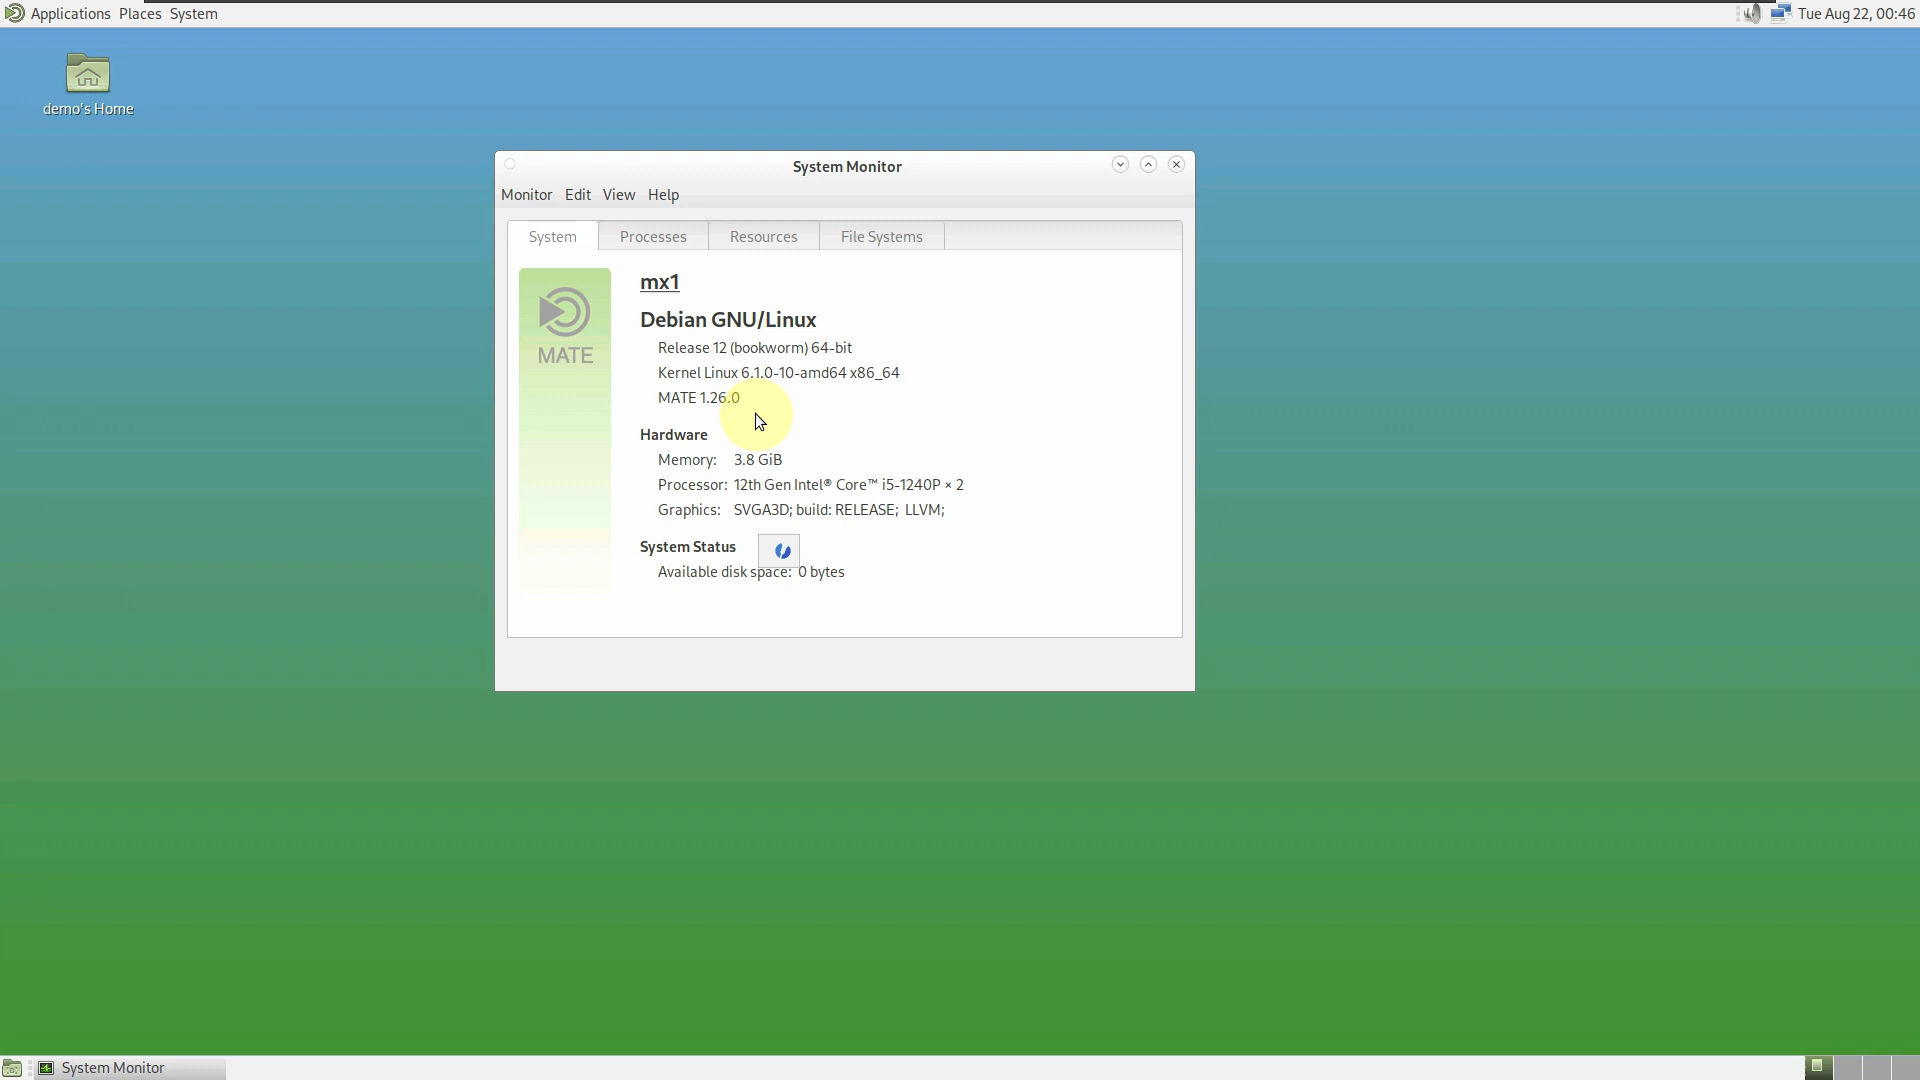 Applications Places System
Tue Aug 22, 00:46
demo's Home
System Monitor
Monitor Edit View Help
System Processes Resources File Systems
MATE
mx1
Debian GNU/Linux
Release 12 (bookworm) 64-bit
Kernel Linux 6.1.0-10-amd64 x86_64
MATE 1.26.0
Hardware
Memory: 3.8 GiB
Processor: 12th Gen Intel® Core™ i5-1240P × 2
Graphics: SVGA3D; build: RELEASE; LLVM;
System Status
Available disk space: 0 bytes
System Monitor